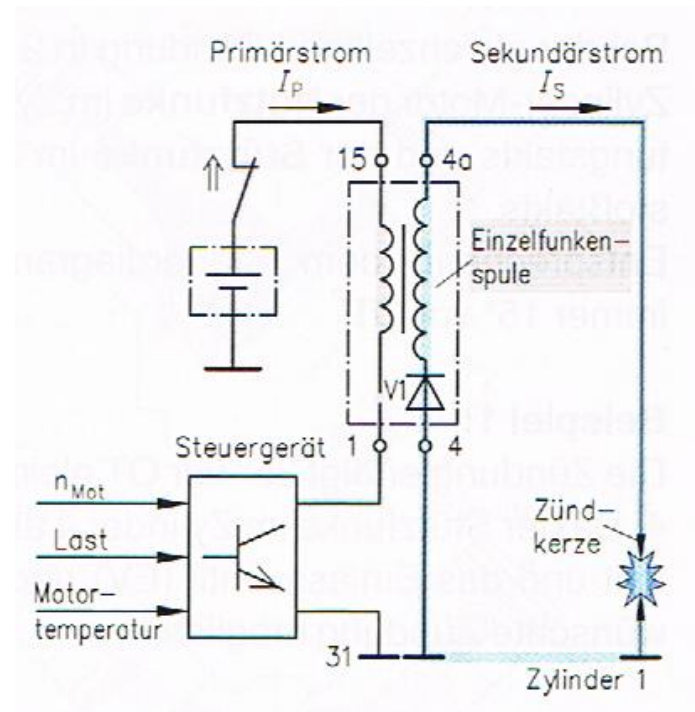 Primärstrom
I_P
Sekundärstrom
I_S
15
4a
Einzelfunken-
spule
V1
1
4
Steuergerät
n_Mot
Last
Motor-
temperatur
Zünd-
kerze
31
Zylinder 1